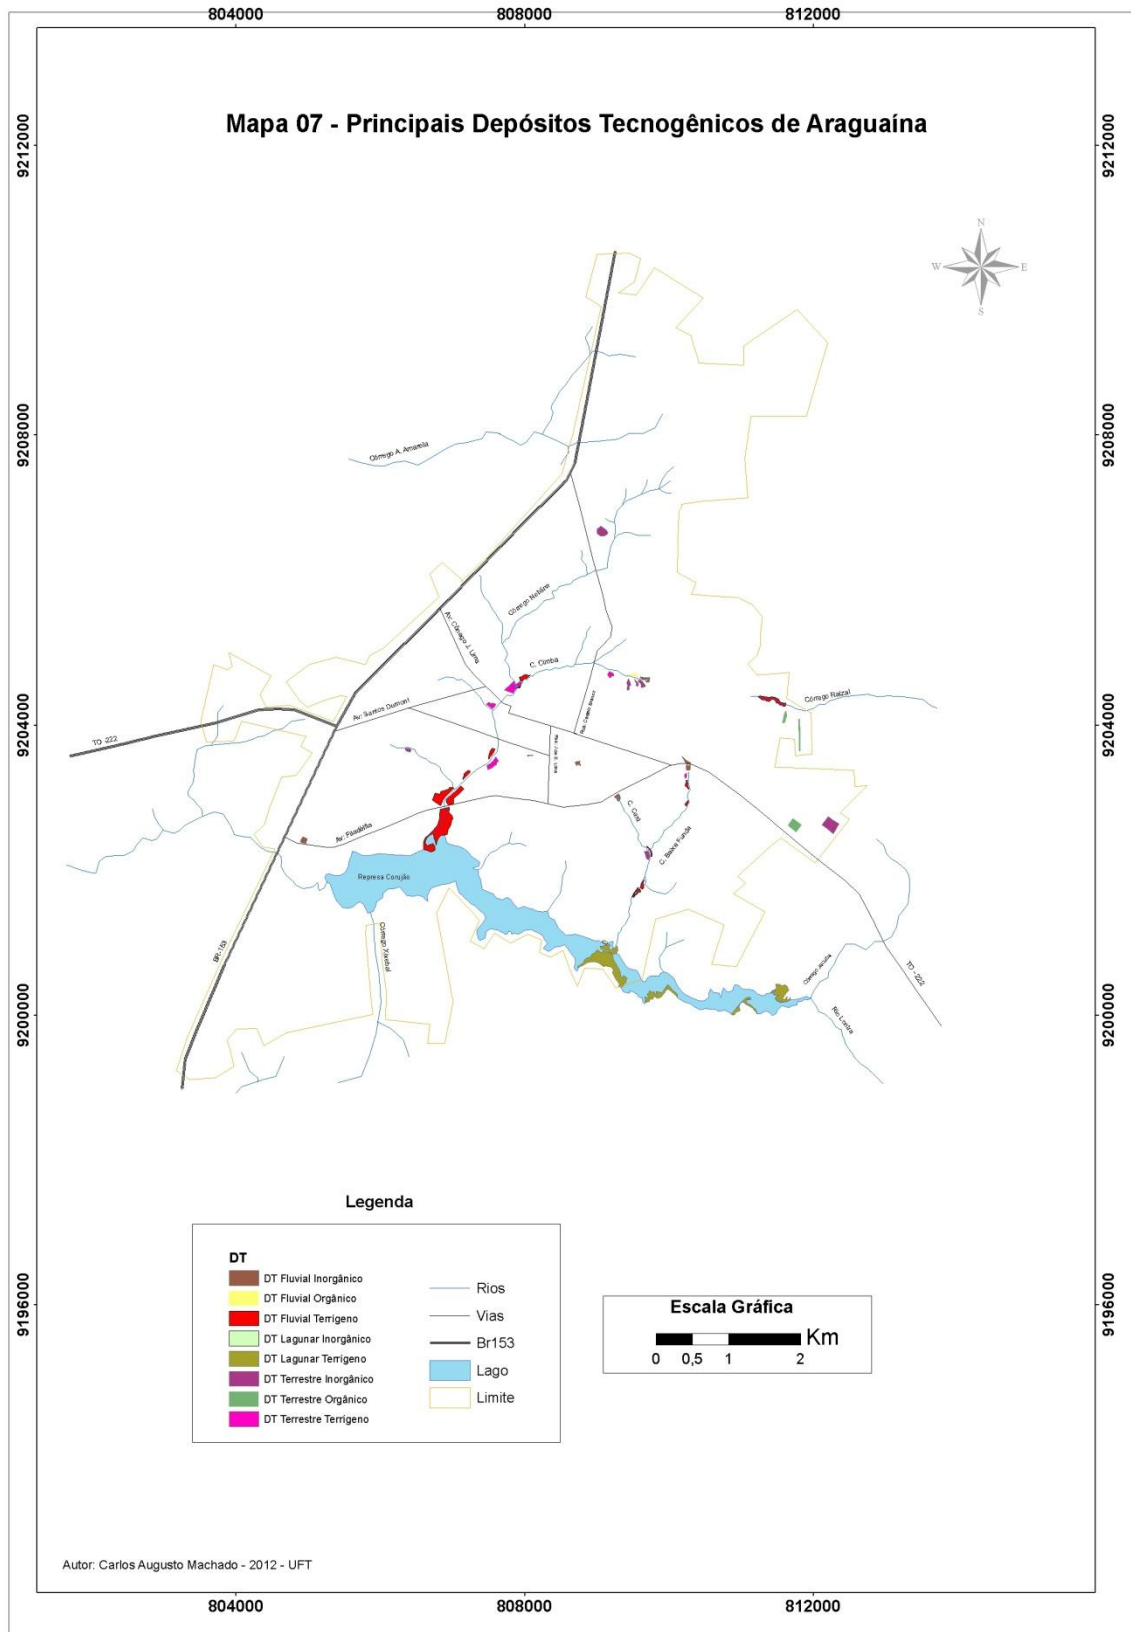 804000 808000 812000
Mapa 07 - Principais Depósitos Tecnogênicos de Araguaína
9212000 9212000
N
W E
S
9208000 9208000
Córrego A. Amarela
Córrego Neblina
Av: Cônego J. Lima
C. Cimba
Córrego Raizal
Av: Santos Dumont
9204000 9204000
TO -222
C. Canã
Av: Filadélfia
C. Baixa Funda
Represa Corujão
BR-153
Córrego Xixebal
TO - 222
Rio Lontra
9200000 9200000
Legenda
DT
DT Fluvial Inorgânico
DT Fluvial Orgânico
DT Fluvial Terrígeno
DT Lagunar Inorgânico
DT Lagunar Terrígeno
DT Terrestre Inorgânico
DT Terrestre Orgânico
DT Terrestre Terrígeno
Rios
Vias
Br153
Lago
Limite
9196000 9196000
Escala Gráfica
Km
0 0,5 1 2
Autor: Carlos Augusto Machado - 2012 - UFT
804000 808000 812000